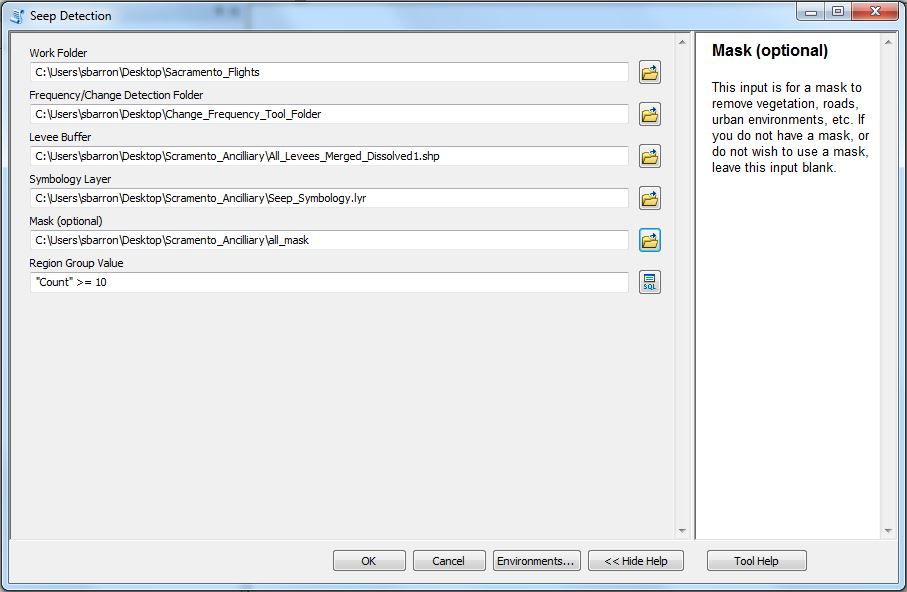 Seep Detection
Work Folder
C:\Users\sbarron\Desktop\Sacramento_Flights
Frequency/Change Detection Folder
C:\Users\sbarron\Desktop\Change_Frequency_Tool_Folder
Levee Buffer
C:\Users\sbarron\Desktop\Scramento_Ancilliary\All_Levees_Merged_Dissolved1.shp
Symbology Layer
C:\Users\sbarron\Desktop\Scramento_Ancilliary\Seep_Symbology.lyr
Mask (optional)
C:\Users\sbarron\Desktop\Scramento_Ancilliary\all_mask
Region Group Value
"Count" >= 10
SQL
Mask (optional)
This input is for a mask to
remove vegetation, roads,
urban environments, etc. If
you do not have a mask, or
do not wish to use a mask,
leave this input blank.
OK
Cancel
Environments...
<< Hide Help
Tool Help